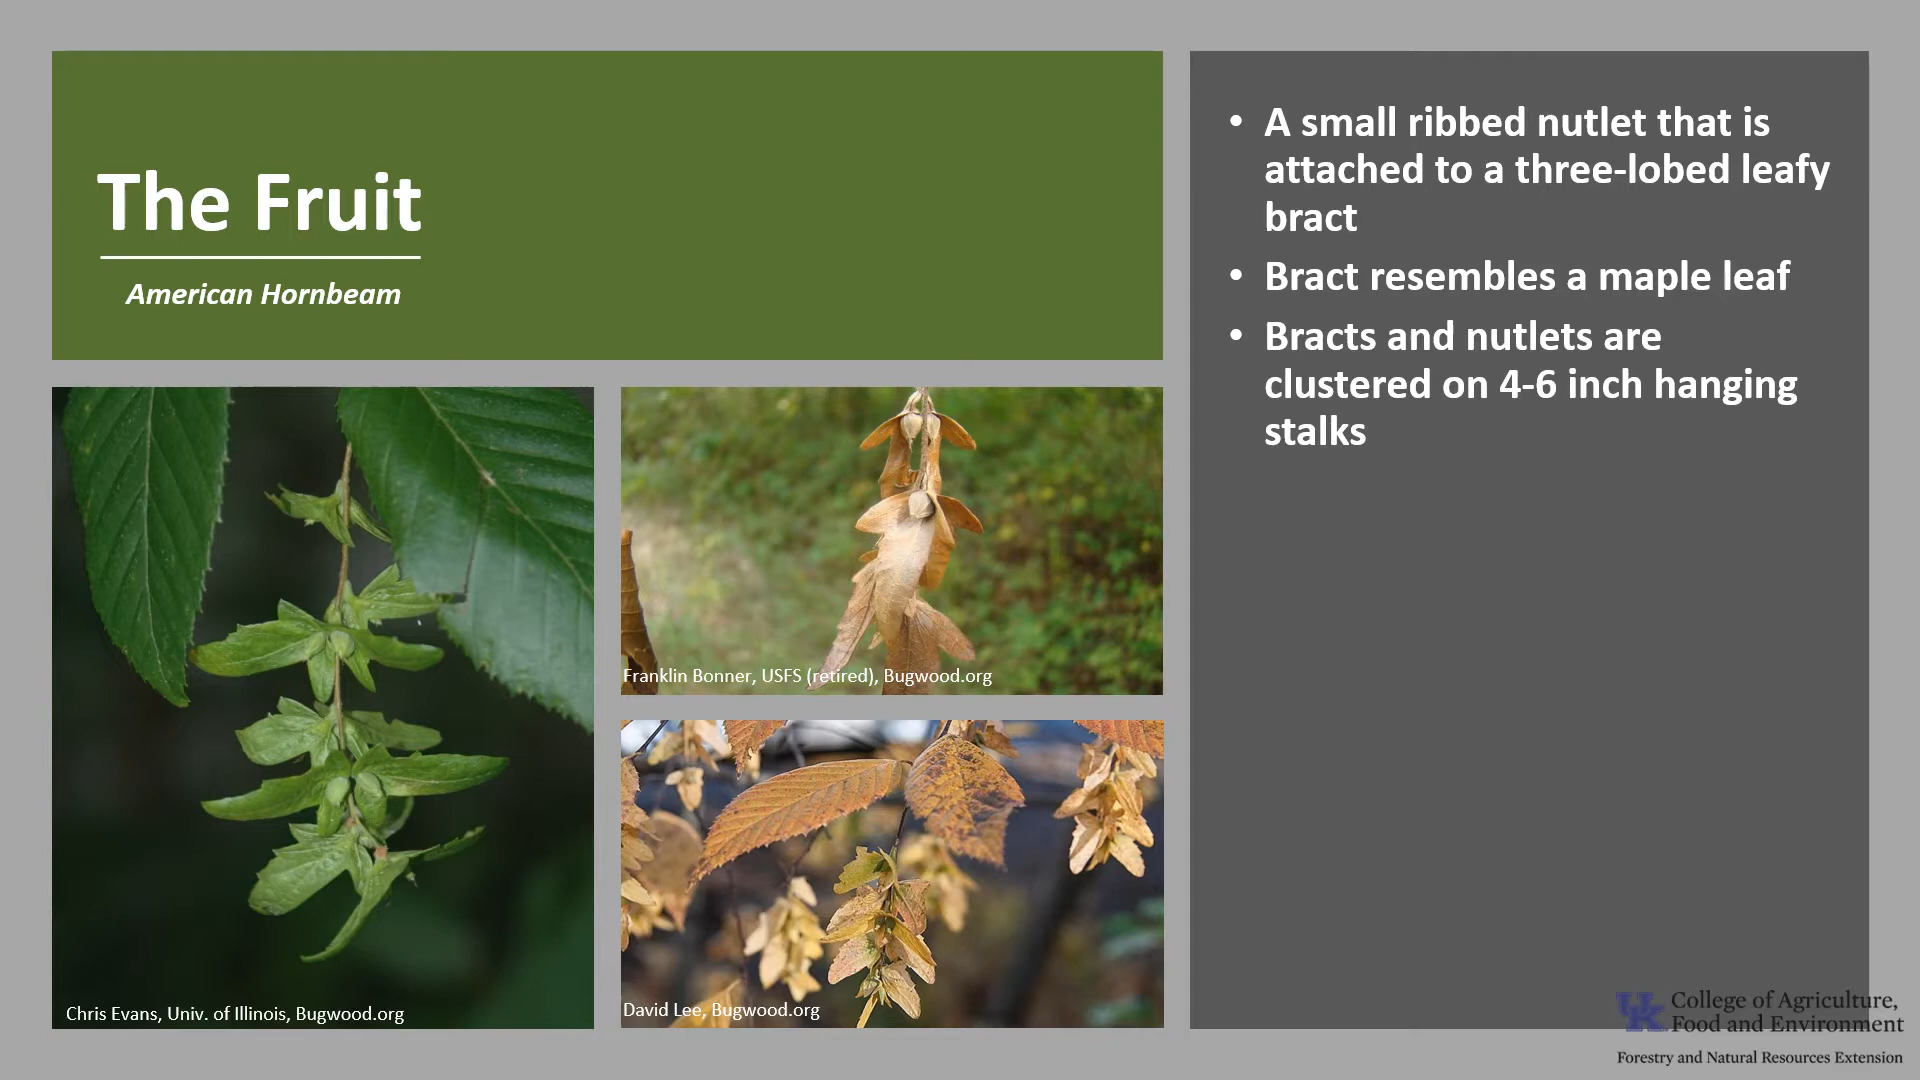 The Fruit
American Hornbeam
• A small ribbed nutlet that is
attached to a three-lobed leafy
bract
• Bract resembles a maple leaf
• Bracts and nutlets are
clustered on 4-6 inch hanging
stalks
Chris Evans, Univ. of Illinois, Bugwood.org
Franklin Bonner, USFS (retired), Bugwood.org
David Lee, Bugwood.org
UK College of Agriculture,
Food and Environment
Forestry and Natural Resources Extension